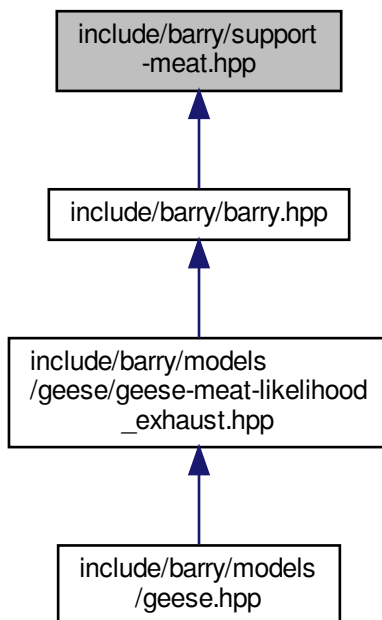 include/barry/support
-meat.hpp
include/barry/barry.hpp
include/barry/models
/geese/geese-meat-likelihood
_exhaust.hpp
include/barry/models
/geese.hpp